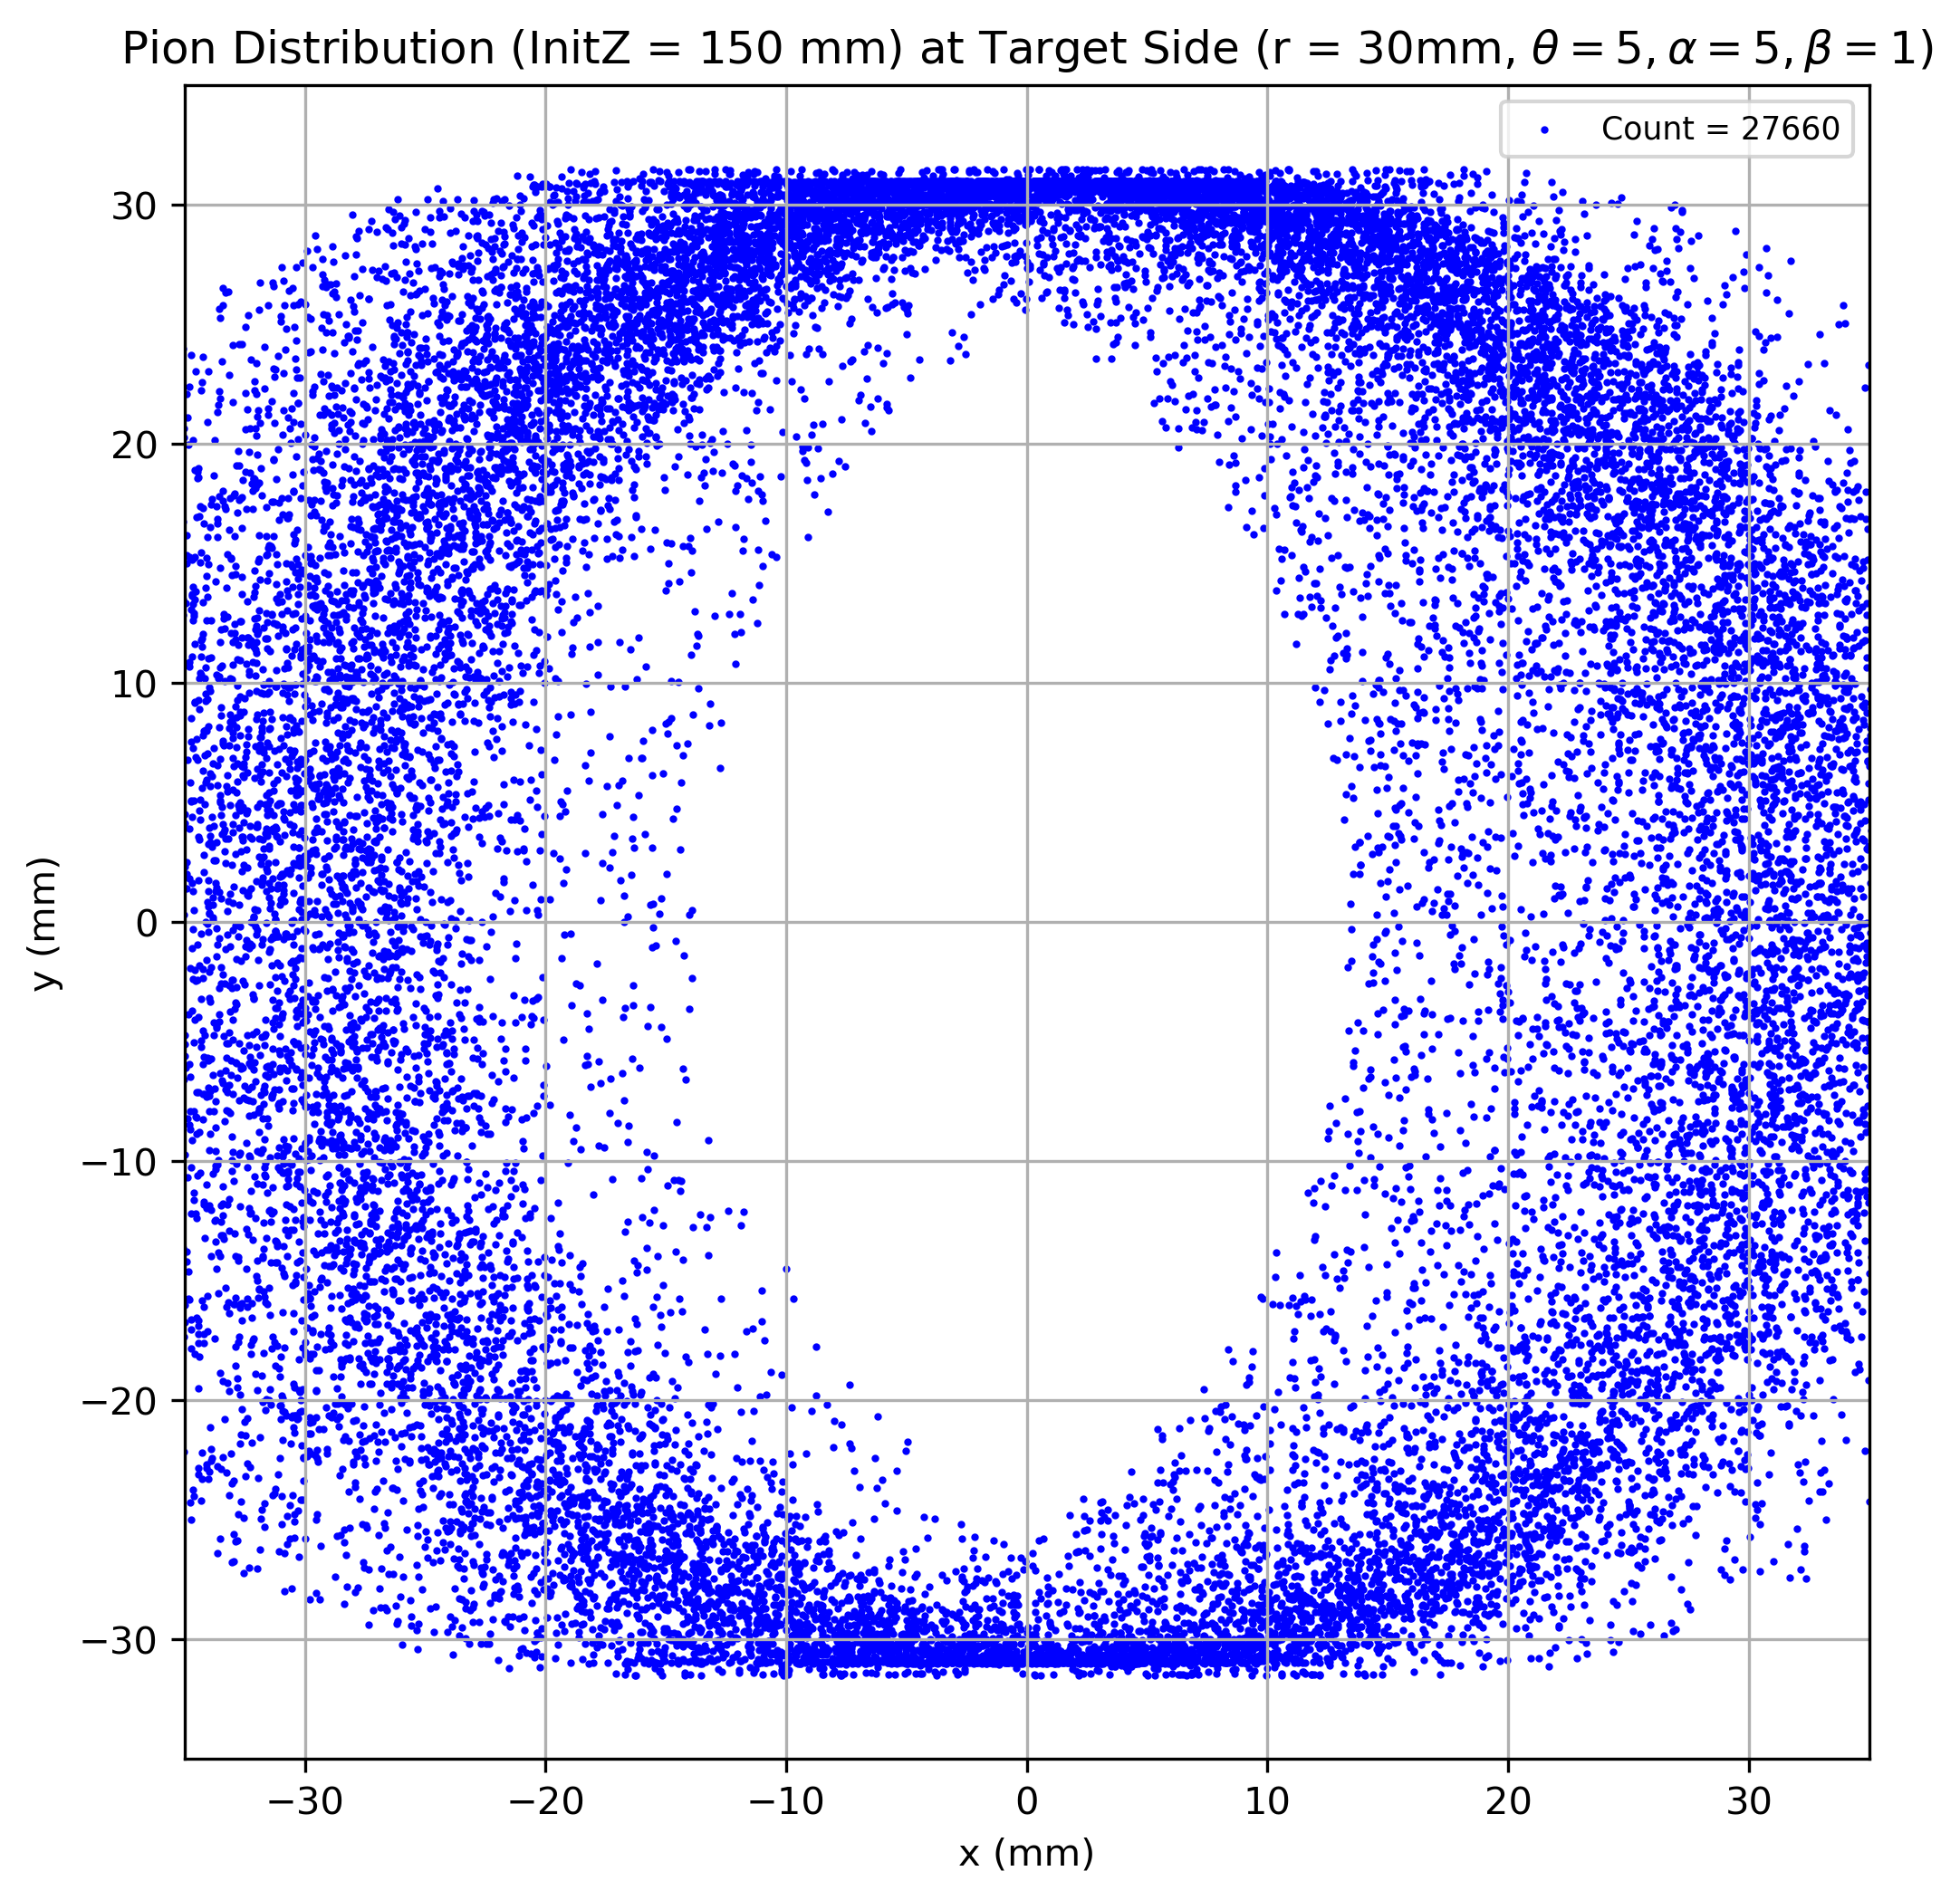 Pion Distribution (InitZ = 150 mm) at Target Side (r = 30mm, θ = 5, α = 5, β = 1)
Count = 27660
30
20
10
0
−10
−20
−30
y (mm)
−30 −20 −10 0 10 20 30
x (mm)